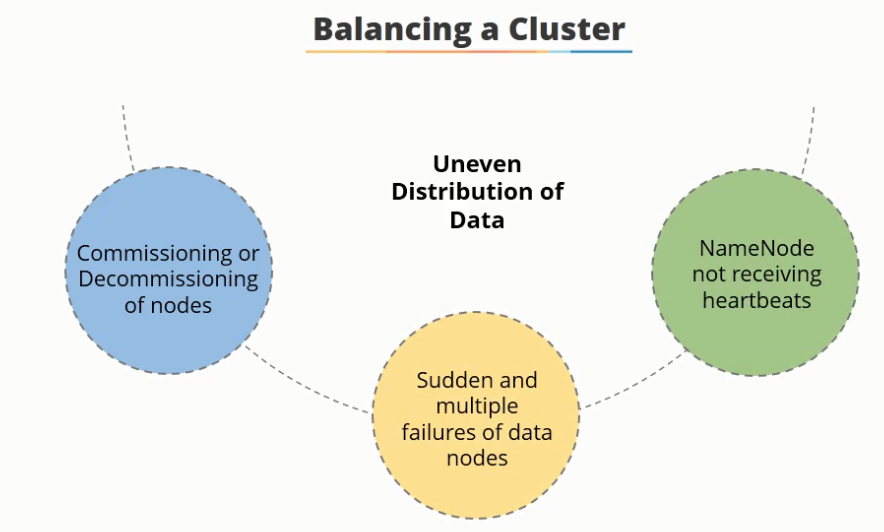 Balancing a Cluster
Uneven
Distribution of
Data
Commissioning or
Decommissioning
of nodes
Sudden and
multiple
failures of data
nodes
NameNode
not receiving
heartbeats